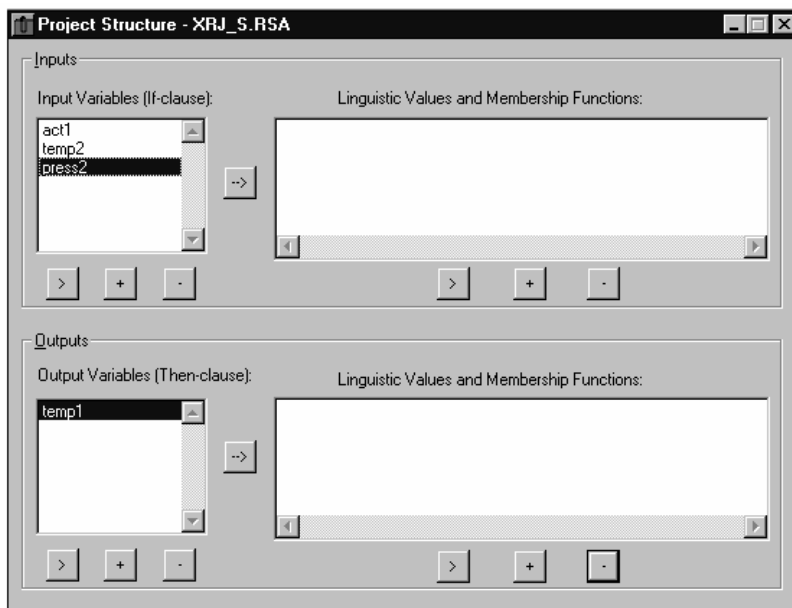 Project Structure - XRJ_S.RSA
Inputs
Input Variables (If-clause):
Linguistic Values and Membership Functions:
act1
temp2
press2
-->
> + -
> + -
Outputs
Output Variables (Then-clause):
Linguistic Values and Membership Functions:
temp1
-->
> + -
> + -